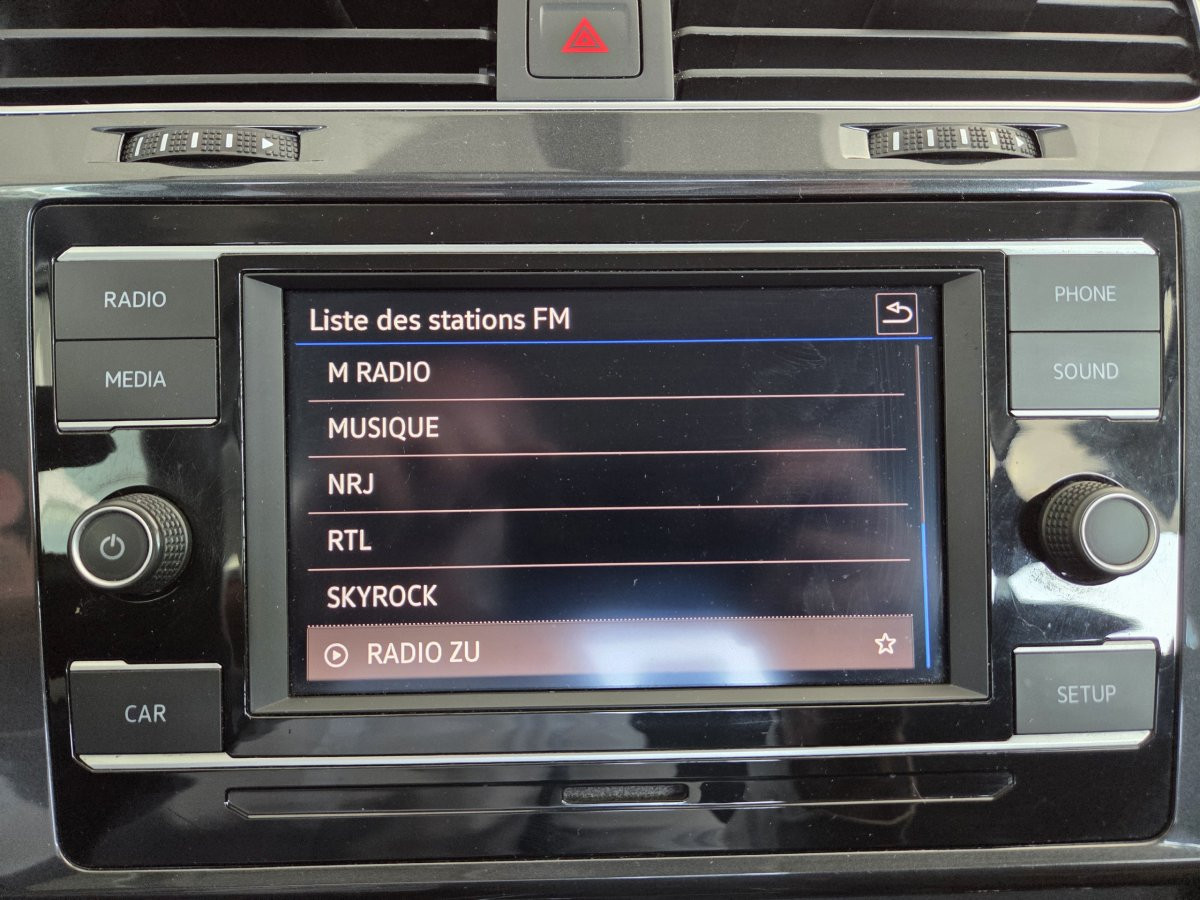 RADIO
MEDIA
CAR
Liste des stations FM
M RADIO
MUSIQUE
NRJ
RTL
SKYROCK
RADIO ZU
PHONE
SOUND
SETUP